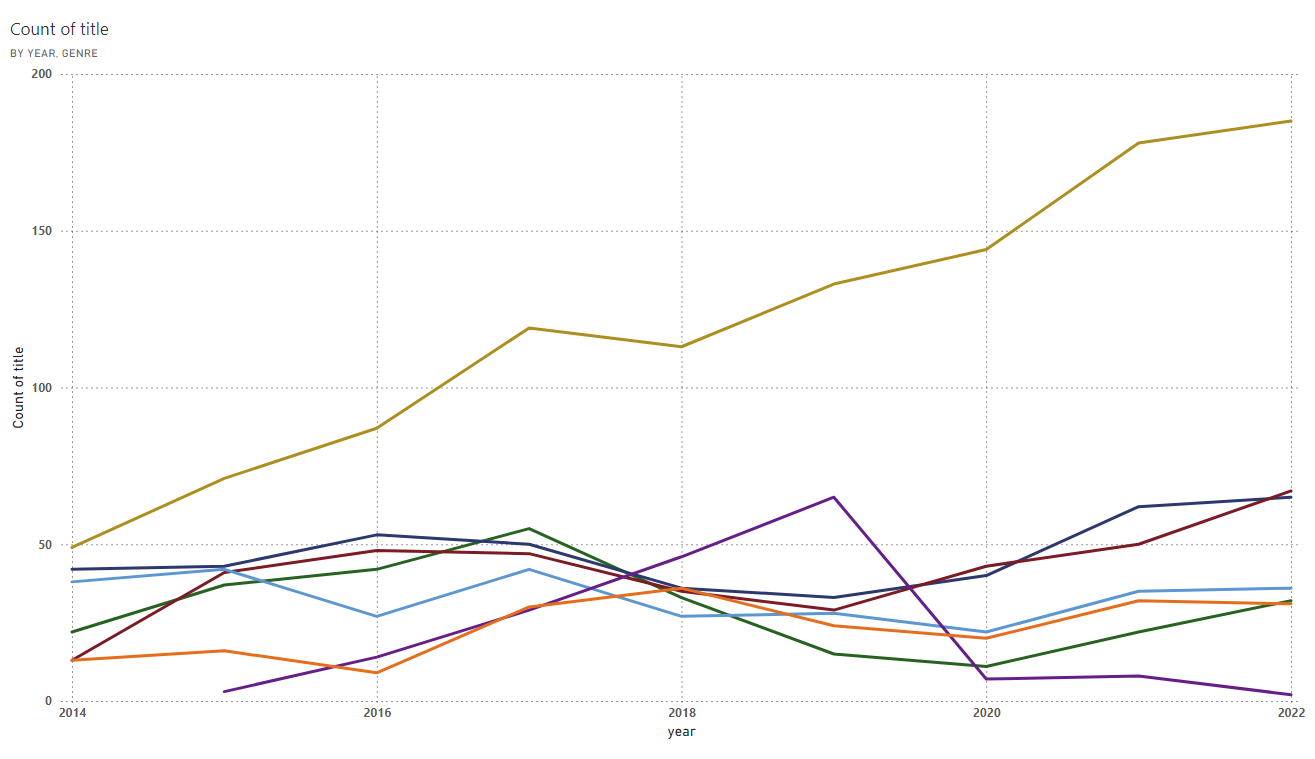 Count of title
BY YEAR, GENRE
200
150
100
50
0
Count of title
2014 2016 2018 2020 2022
year